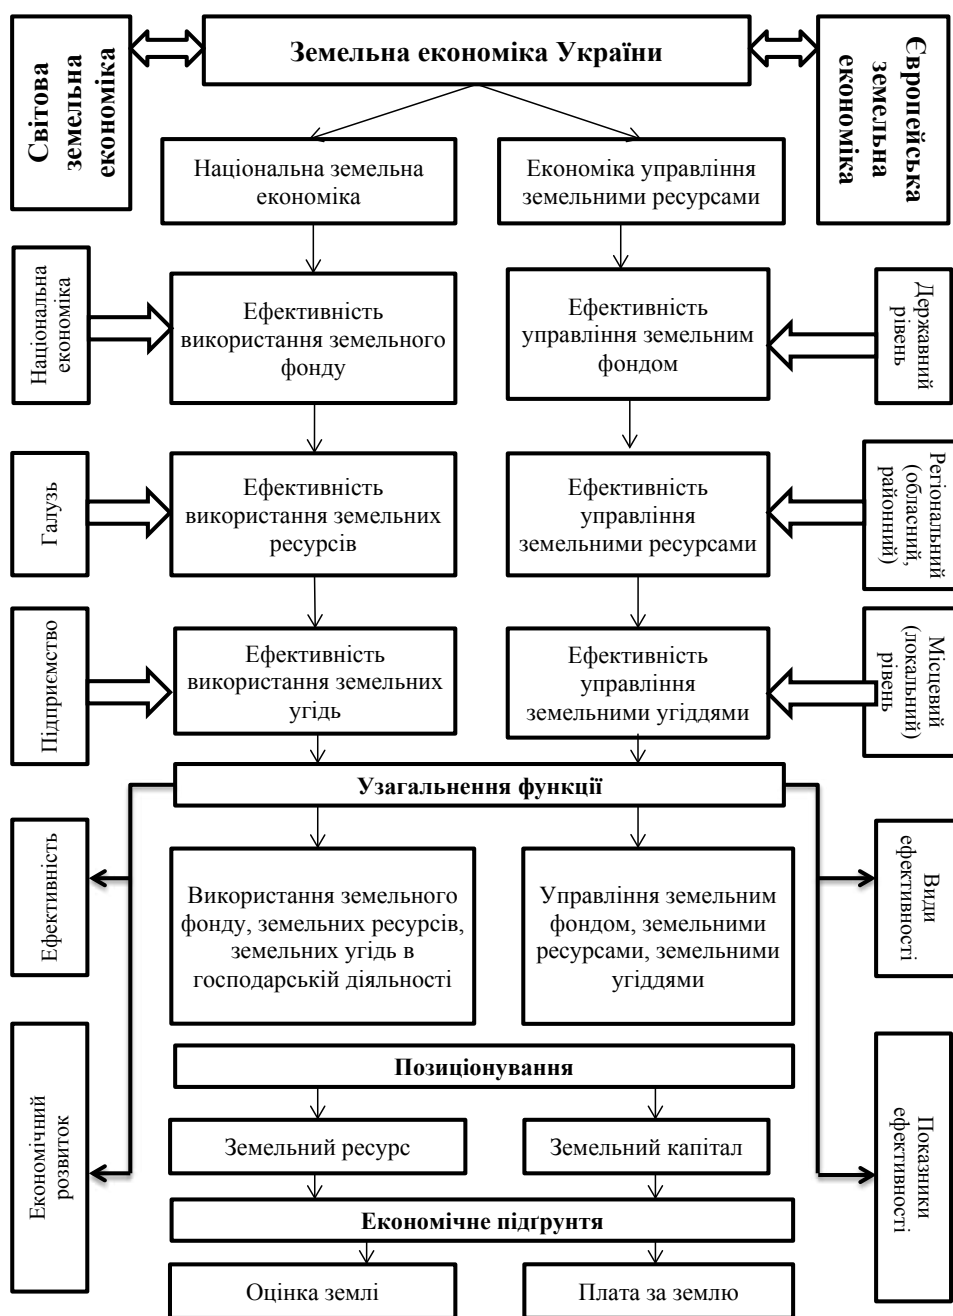 Світова
земельна
економіка
Земельна економіка України
Європейська
земельна
економіка
Національна земельна
економіка
Економіка управління
земельними ресурсами
Національна
економіка
Ефективність
використання земельного
фонду
Ефективність
управління земельним
фондом
Державний
рівень
Галузь
Ефективність
використання земельних
ресурсів
Ефективність
управління
земельними ресурсами
Регіональний
(обласний,
районний)
Підприємство
Ефективність
використання земельних
угідь
Ефективність
управління
земельними угіддями
Місцевий
(локальний)
рівень
Узагальнення функції
Ефективність
Використання земельного
фонду, земельних ресурсів,
земельних угідь в
господарській діяльності
Управління земельним
фондом, земельними
ресурсами, земельними
угіддями
Види
ефективності
Позиціонування
Економічний
розвиток
Земельний ресурс
Земельний капітал
Показники
ефективності
Економічне підґрунтя
Оцінка землі
Плата за землю